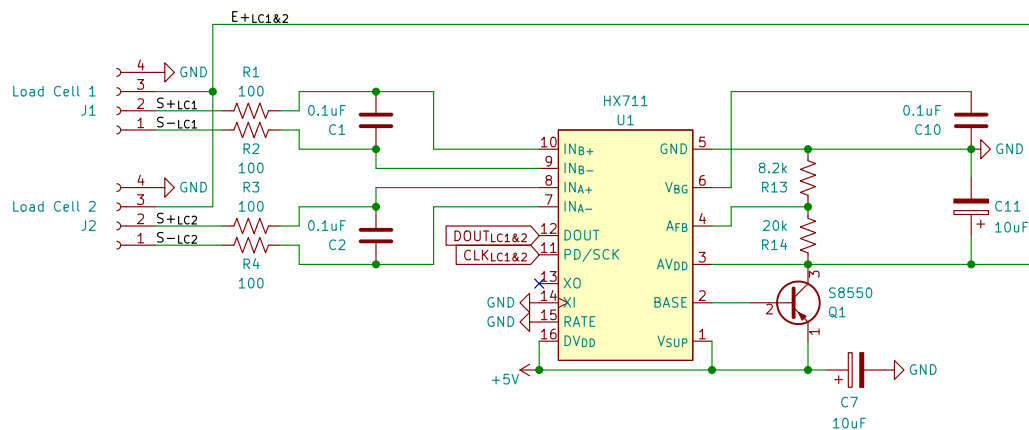 E+LC1&2
4 GND
Load Cell 1 3
J1 2 S+LC1
1 S-LC1
R1
100
R2
100
0.1uF
C1
4 GND
Load Cell 2 3
J2 2 S+LC2
1 S-LC2
R3
100
R4
100
0.1uF
C2
HX711
U1
10 INB+
9 INB-
8 INA+
7 INA-
12 DOUT
11 PD/SCK
13 XO
14 XI
15 RATE
16 DVDD
GND 5
VBG 6
AFB 4
AVDD 3
BASE 2
VSUP 1
DOUTLC1&2
CLKLC1&2
GND
GND
+5V
8.2k
R13
20k
R14
0.1uF
C10
GND
+
C11
10uF
3
2
1
S8550
Q1
+
GND
C7
10uF